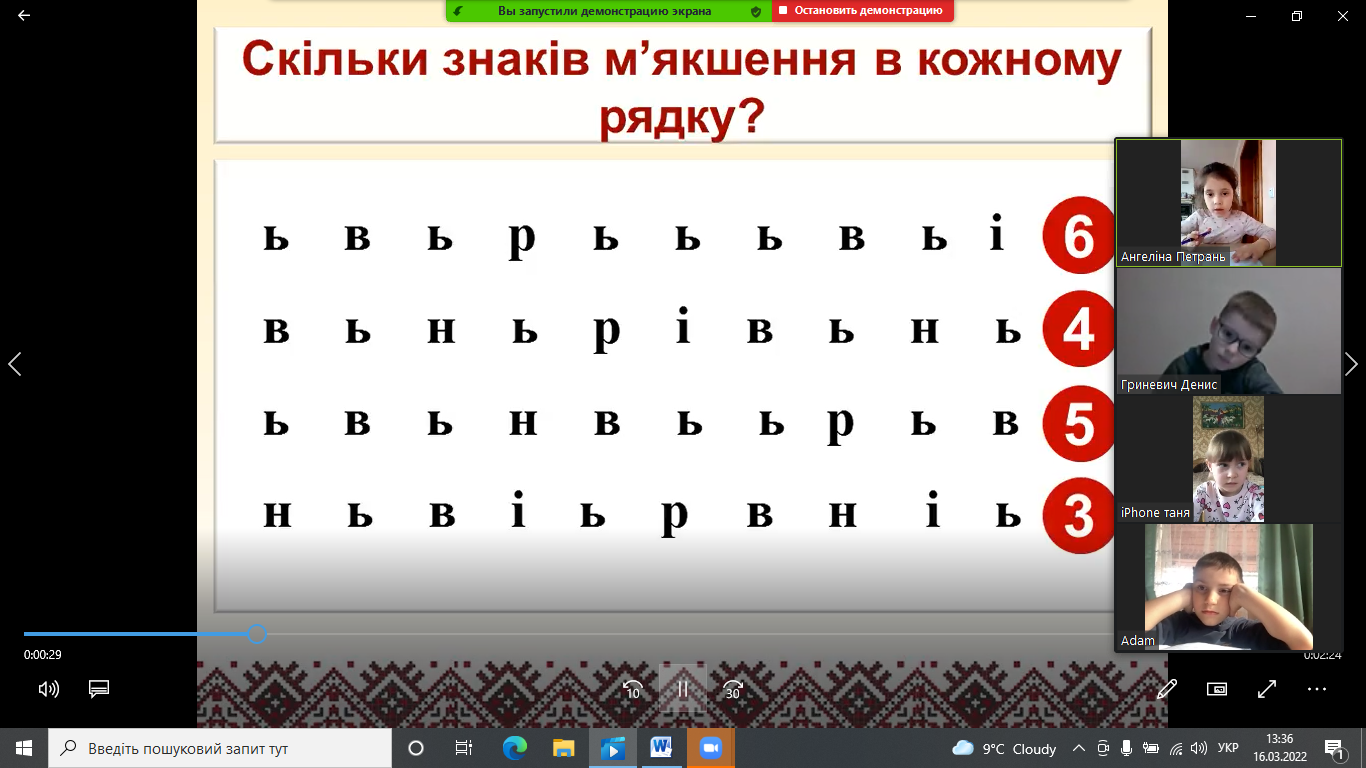 Вы запустили демонстрацию экрана
Остановить демонстрацию
Скільки знаків м’якшення в кожному
рядку?
ь в ь р ь ь ь в ь і 6
в ь н ь р і в ь н ь 4
ь в ь н в ь ь р ь в 5
н ь в і ь р в н і ь 3
Ангеліна Петрань
Гриневич Денис
iPhone таня
Adam
0:00:29
0:02:24
10
30
Введіть пошуковий запит тут
9°C Cloudy
УКР
13:36
16.03.2022
1